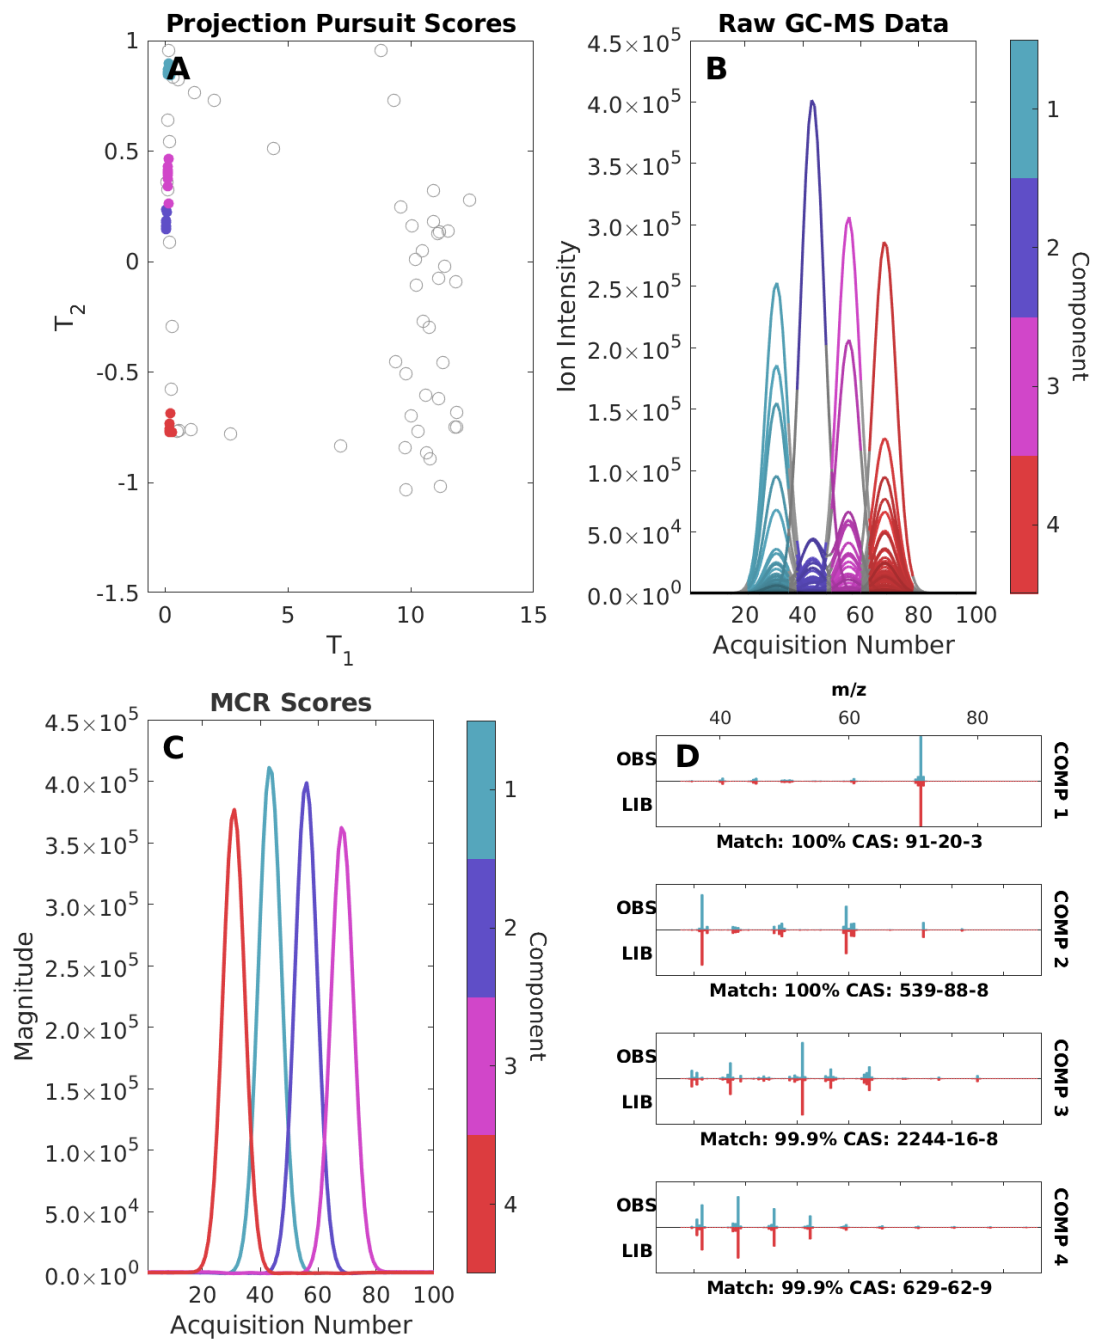 Projection Pursuit Scores
A
1
0.5
0
-0.5
-1
-1.5
T2
0
5
10
15
T1
Raw GC-MS Data
B
4.5×10^5
4.0×10^5
3.5×10^5
3.0×10^5
2.5×10^5
2.0×10^5
1.5×10^5
1.0×10^5
5.0×10^4
0.0×10^0
Ion Intensity
20 40 60 80 100
Acquisition Number
1
2
3
4
Component
MCR Scores
C
4.5×10^5
4.0×10^5
3.5×10^5
3.0×10^5
2.5×10^5
2.0×10^5
1.5×10^5
1.0×10^5
5.0×10^4
0.0×10^0
Magnitude
20 40 60 80 100
Acquisition Number
1
2
3
4
Component
m/z
40 60 80
D
OBS
LIB
COMP 1
Match: 100% CAS: 91-20-3
OBS
LIB
COMP 2
Match: 100% CAS: 539-88-8
OBS
LIB
COMP 3
Match: 99.9% CAS: 2244-16-8
OBS
LIB
COMP 4
Match: 99.9% CAS: 629-62-9